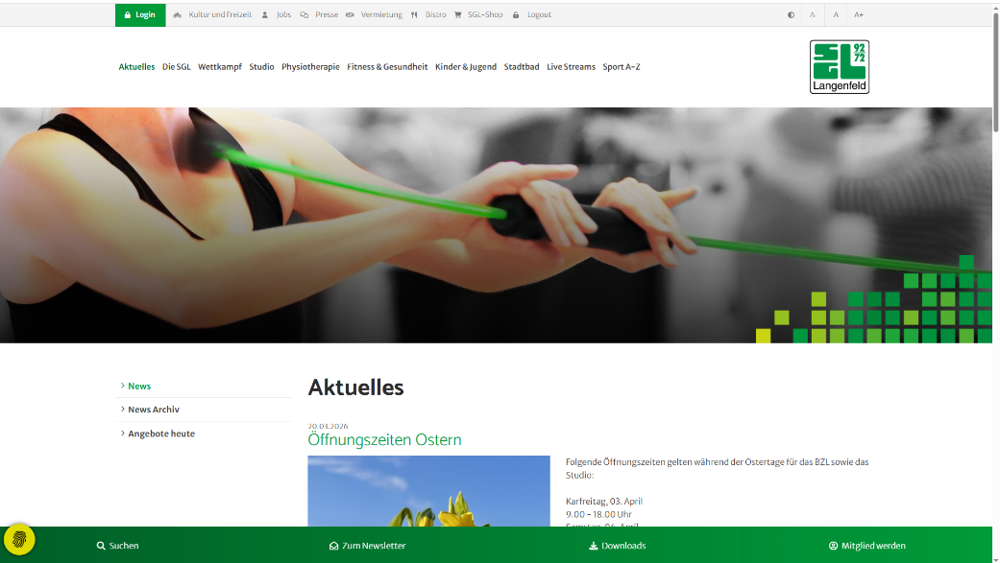 Login Kultur und Freizeit Jobs Presse Vermietung Bistro SGL-Shop Logout A- A A+
Aktuelles Die SGL Wettkampf Studio Physiotherapie Fitness & Gesundheit Kinder & Jugend Stadtbad Live Streams Sport A-Z
SGL 92 72
Langenfeld
News
News Archiv
Angebote heute
Aktuelles
20.03.2026
Öffnungszeiten Ostern
Folgende Öffnungszeiten gelten während der Ostertage für das BZL sowie das
Studio:
Karfreitag, 03. April
9.00 - 18.00 Uhr
Samstag, 04. April
Suchen Zum Newsletter Downloads Mitglied werden